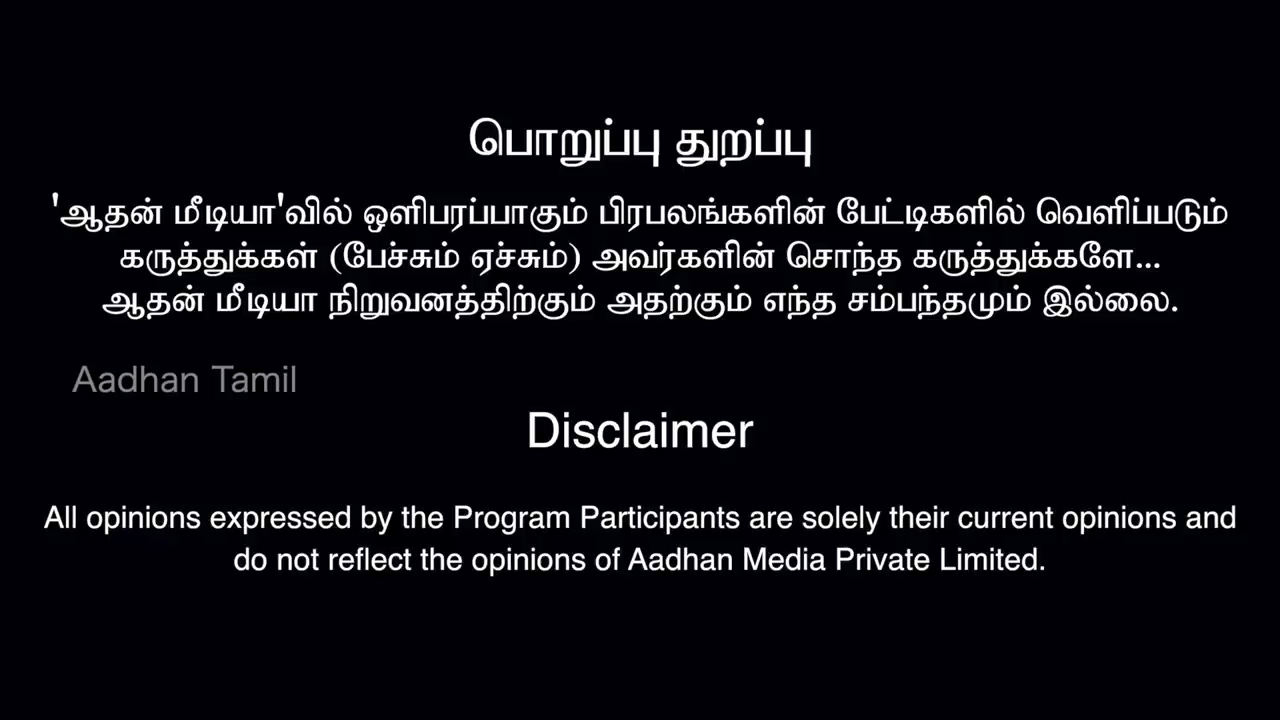 பொறுப்பு துறப்பு
'ஆதன் மீடியா'வில் ஒளிபரப்பாகும் பிரபலங்களின் பேட்டிகளில் வெளிப்படும்
கருத்துக்கள் (பேச்சும் ஏச்சும்) அவர்களின் சொந்த கருத்துக்களே...
ஆதன் மீடியா நிறுவனத்திற்கும் அதற்கும் எந்த சம்பந்தமும் இல்லை.
Aadhan Tamil
Disclaimer
All opinions expressed by the Program Participants are solely their current opinions and
do not reflect the opinions of Aadhan Media Private Limited.